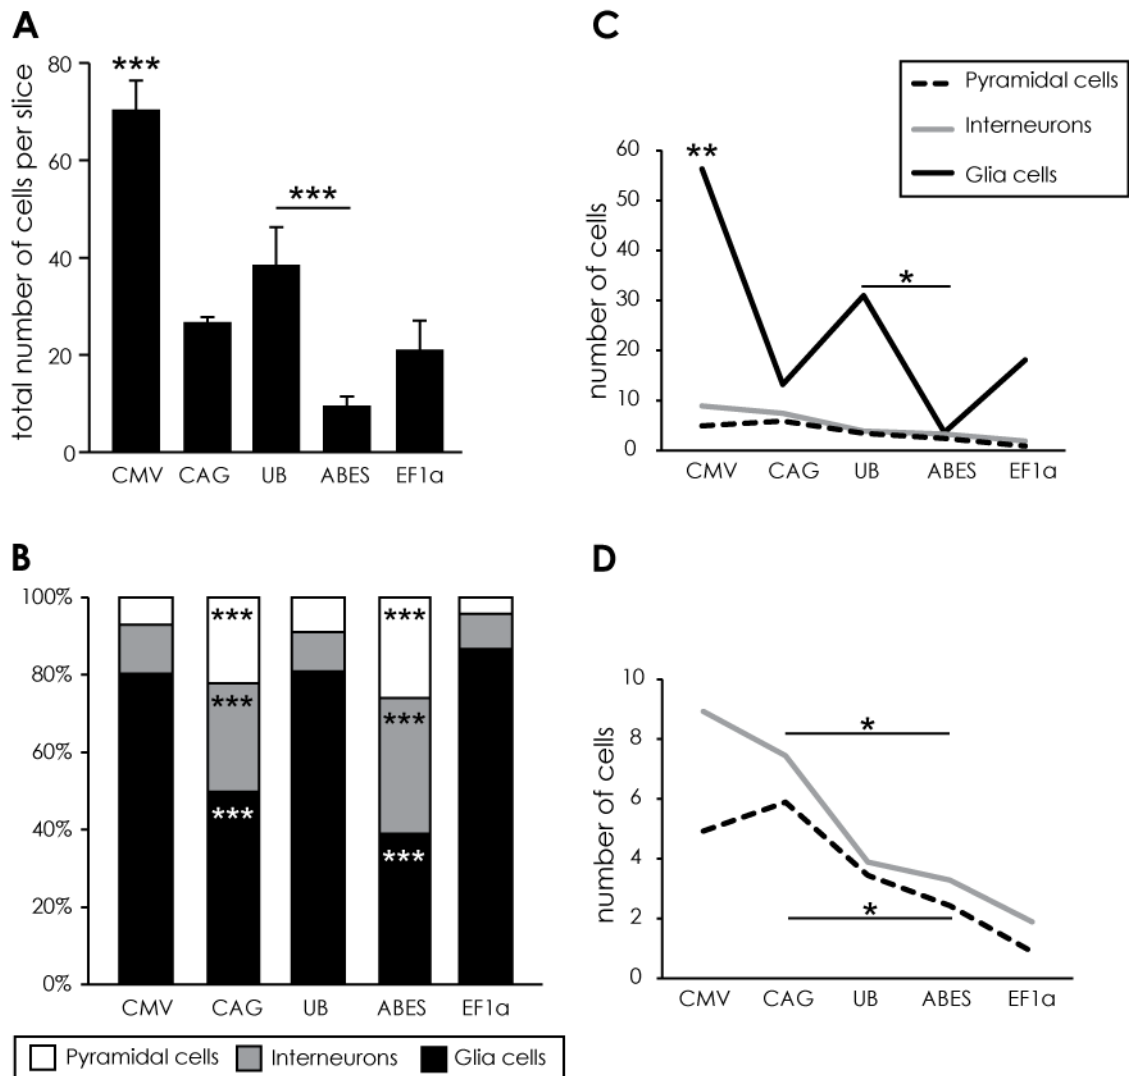 A
total number of cells per slice
80
60
40
20
0
***
***
CMV CAG UB ABES EF1a
B
100%
80%
60%
40%
20%
0%
*** ***
*** ***
*** ***
CMV CAG UB ABES EF1a
Pyramidal cells Interneurons Glia cells
C
Pyramidal cells
Interneurons
Glia cells
number of cells
60
50
40
30
20
10
0
**
*
CMV CAG UB ABES EF1a
D
number of cells
10
8
6
4
2
0
*
*
CMV CAG UB ABES EF1a